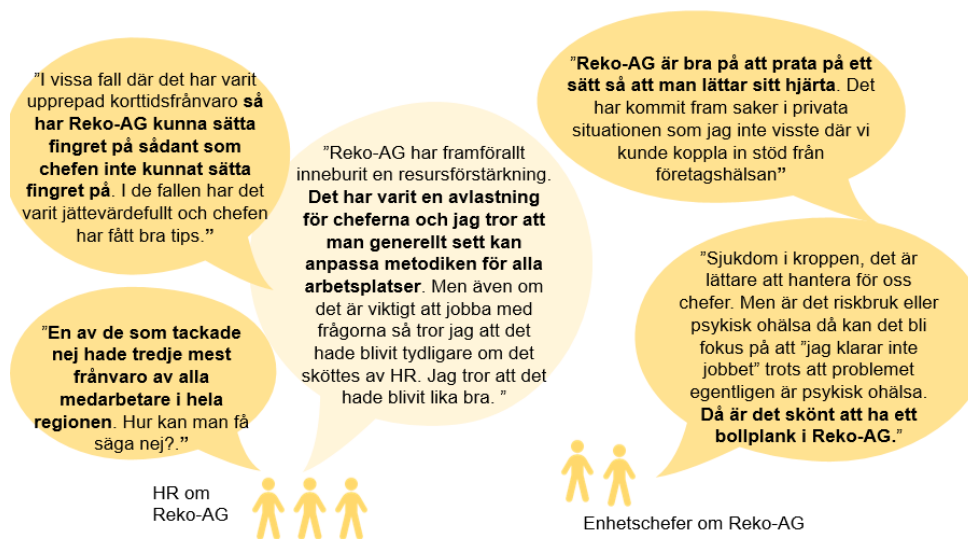 ”I vissa fall där det har varit
upprepad korttidsfrånvaro så
har Reko-AG kunna sätta
fingret på sådant som
chefen inte kunnat sätta
fingret på. I de fallen har det
varit jättevärdefullt och chefen
har fått bra tips.”
”Reko-AG har framförallt
inneburit en resursförstärkning.
Det har varit en avlastning
för cheferna och jag tror att
man generellt sett kan
anpassa metodiken för alla
arbetsplatser. Men även om
det är viktigt att jobba med
frågorna så tror jag att det
hade blivit tydligare om det
sköttes av HR. Jag tror att det
hade blivit lika bra. ”
”En av de som tackade
nej hade tredje mest
frånvaro av alla
medarbetare i hela
regionen. Hur kan man få
säga nej?.”
HR om
Reko-AG
”Reko-AG är bra på att prata på ett
sätt så att man lättar sitt hjärta. Det
har kommit fram saker i privata
situationen som jag inte visste där vi
kunde koppla in stöd från
företagshälsan”
”Sjukdom i kroppen, det är
lättare att hantera för oss
chefer. Men är det riskbruk eller
psykisk ohälsa då kan det bli
fokus på att ”jag klarar inte
jobbet” trots att problemet
egentligen är psykisk ohälsa.
Då är det skönt att ha ett
bollplank i Reko-AG.”
Enhetschefer om Reko-AG